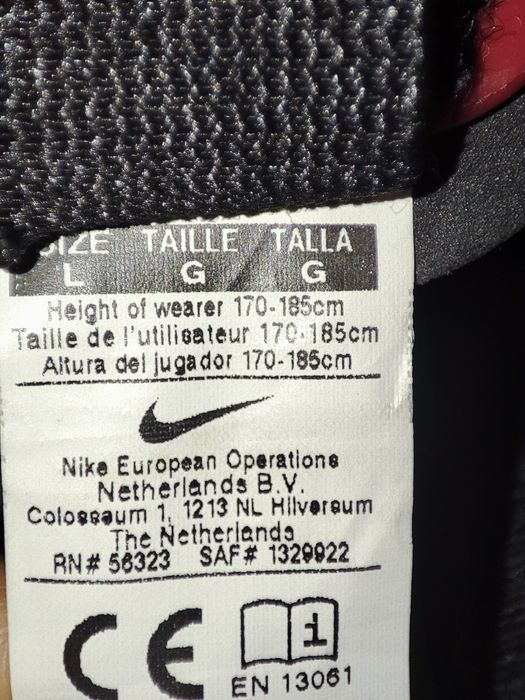 SIZE TAILLE TALLA
L G G
Height of wearer 170-185cm
Taille de l'utilisateur 170-185cm
Altura del jugador 170-185cm
Nike European Operations
Netherlands B.V.
Colosseum 1, 1213 NL Hilversum
The Netherlands
RN# 56323 SAF# 1329922
CE i
EN 13061